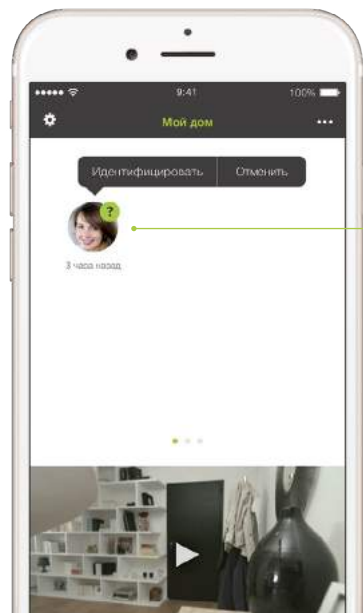 9:41
100%
Мой дом
Идентифицировать Отменить
?
3 часа назад